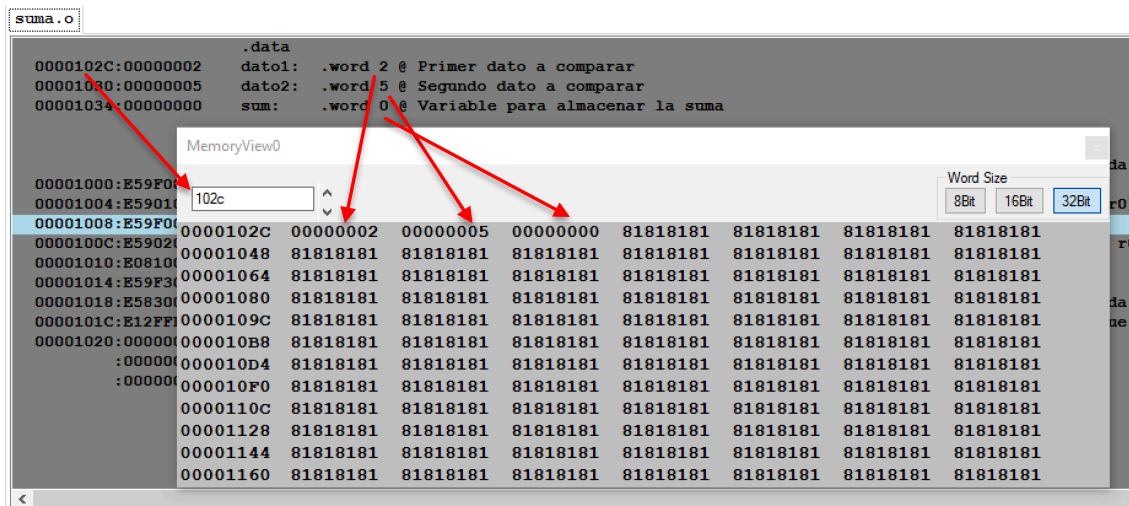 suma.o
.data
0000102C:00000002 dato1: .word 2 @ Primer dato a comparar
00001030:00000005 dato2: .word 5 @ Segundo dato a comparar
00001034:00000000 sum: .word 0 @ Variable para almacenar la suma
MemoryView0
Word Size
102c 8Bit 16Bit 32Bit
00001000:E59F0
00001004:E5901
00001008:E59F0
0000100C:E5902
00001010:E0810
00001014:E59F3
00001018:E5830
0000101C:E12FF
00001020:00000
:00000
:00000
0000102C 00000002 00000005 00000000 81818181 81818181 81818181 81818181
00001048 81818181 81818181 81818181 81818181 81818181 81818181 81818181
00001064 81818181 81818181 81818181 81818181 81818181 81818181 81818181
00001080 81818181 81818181 81818181 81818181 81818181 81818181 81818181
0000109C 81818181 81818181 81818181 81818181 81818181 81818181 81818181
000010B8 81818181 81818181 81818181 81818181 81818181 81818181 81818181
000010D4 81818181 81818181 81818181 81818181 81818181 81818181 81818181
000010F0 81818181 81818181 81818181 81818181 81818181 81818181 81818181
0000110C 81818181 81818181 81818181 81818181 81818181 81818181 81818181
00001128 81818181 81818181 81818181 81818181 81818181 81818181 81818181
00001144 81818181 81818181 81818181 81818181 81818181 81818181 81818181
00001160 81818181 81818181 81818181 81818181 81818181 81818181 81818181